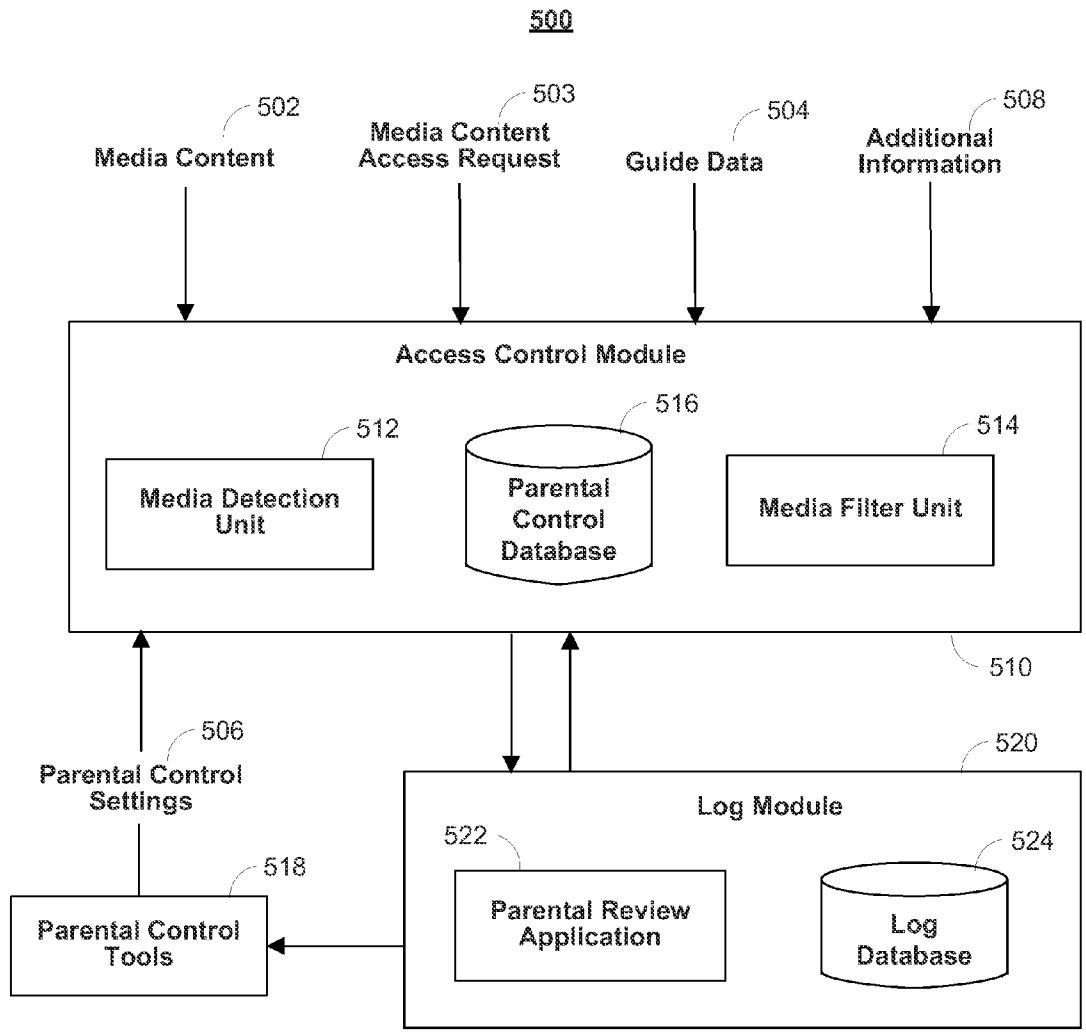 500
502
503
504
508
Media Content
Media Content
Access Request
Guide Data
Additional
Information
Access Control Module
512
516
514
Media Detection
Unit
Parental
Control
Database
Media Filter Unit
510
506
Parental Control
Settings
520
Log Module
518
522
524
Parental Control
Tools
Parental Review
Application
Log
Database